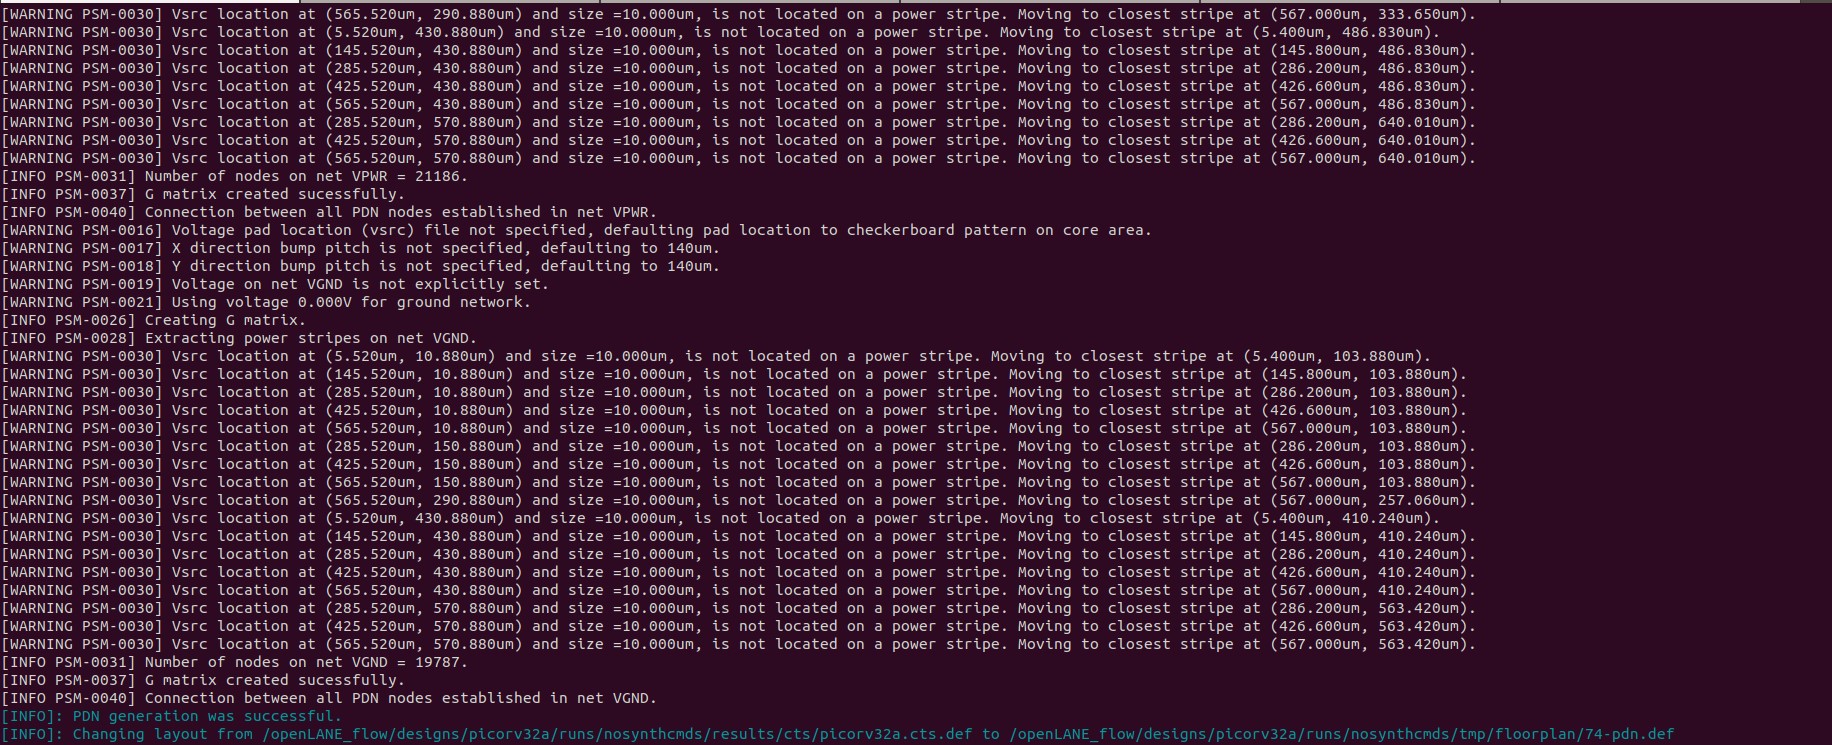 [WARNING PSM-0030] Vsrc location at (565.520um, 290.880um) and size =10.000um, is not located on a power stripe. Moving to closest stripe at (567.000um, 333.650um).
[WARNING PSM-0030] Vsrc location at (5.520um, 430.880um) and size =10.000um, is not located on a power stripe. Moving to closest stripe at (5.400um, 486.830um).
[WARNING PSM-0030] Vsrc location at (145.520um, 430.880um) and size =10.000um, is not located on a power stripe. Moving to closest stripe at (145.800um, 486.830um).
[WARNING PSM-0030] Vsrc location at (285.520um, 430.880um) and size =10.000um, is not located on a power stripe. Moving to closest stripe at (286.200um, 486.830um).
[WARNING PSM-0030] Vsrc location at (425.520um, 430.880um) and size =10.000um, is not located on a power stripe. Moving to closest stripe at (426.600um, 486.830um).
[WARNING PSM-0030] Vsrc location at (565.520um, 430.880um) and size =10.000um, is not located on a power stripe. Moving to closest stripe at (567.000um, 486.830um).
[WARNING PSM-0030] Vsrc location at (285.520um, 570.880um) and size =10.000um, is not located on a power stripe. Moving to closest stripe at (286.200um, 640.010um).
[WARNING PSM-0030] Vsrc location at (425.520um, 570.880um) and size =10.000um, is not located on a power stripe. Moving to closest stripe at (426.600um, 640.010um).
[WARNING PSM-0030] Vsrc location at (565.520um, 570.880um) and size =10.000um, is not located on a power stripe. Moving to closest stripe at (567.000um, 640.010um).
[INFO PSM-0031] Number of nodes on net VPWR = 21186.
[INFO PSM-0037] G matrix created sucessfully.
[INFO PSM-0040] Connection between all PDN nodes established in net VPWR.
[WARNING PSM-0016] Voltage pad location (vsrc) file not specified, defaulting pad location to checkerboard pattern on core area.
[WARNING PSM-0017] X direction bump pitch is not specified, defaulting to 140um.
[WARNING PSM-0018] Y direction bump pitch is not specified, defaulting to 140um.
[WARNING PSM-0019] Voltage on net VGND is not explicitly set.
[WARNING PSM-0021] Using voltage 0.000V for ground network.
[INFO PSM-0026] Creating G matrix.
[INFO PSM-0028] Extracting power stripes on net VGND.
[WARNING PSM-0030] Vsrc location at (5.520um, 10.880um) and size =10.000um, is not located on a power stripe. Moving to closest stripe at (5.400um, 103.880um).
[WARNING PSM-0030] Vsrc location at (145.520um, 10.880um) and size =10.000um, is not located on a power stripe. Moving to closest stripe at (145.800um, 103.880um).
[WARNING PSM-0030] Vsrc location at (285.520um, 10.880um) and size =10.000um, is not located on a power stripe. Moving to closest stripe at (286.200um, 103.880um).
[WARNING PSM-0030] Vsrc location at (425.520um, 10.880um) and size =10.000um, is not located on a power stripe. Moving to closest stripe at (426.600um, 103.880um).
[WARNING PSM-0030] Vsrc location at (565.520um, 10.880um) and size =10.000um, is not located on a power stripe. Moving to closest stripe at (567.000um, 103.880um).
[WARNING PSM-0030] Vsrc location at (285.520um, 150.880um) and size =10.000um, is not located on a power stripe. Moving to closest stripe at (286.200um, 103.880um).
[WARNING PSM-0030] Vsrc location at (425.520um, 150.880um) and size =10.000um, is not located on a power stripe. Moving to closest stripe at (426.600um, 103.880um).
[WARNING PSM-0030] Vsrc location at (565.520um, 150.880um) and size =10.000um, is not located on a power stripe. Moving to closest stripe at (567.000um, 103.880um).
[WARNING PSM-0030] Vsrc location at (565.520um, 290.880um) and size =10.000um, is not located on a power stripe. Moving to closest stripe at (567.000um, 257.060um).
[WARNING PSM-0030] Vsrc location at (5.520um, 430.880um) and size =10.000um, is not located on a power stripe. Moving to closest stripe at (5.400um, 410.240um).
[WARNING PSM-0030] Vsrc location at (145.520um, 430.880um) and size =10.000um, is not located on a power stripe. Moving to closest stripe at (145.800um, 410.240um).
[WARNING PSM-0030] Vsrc location at (285.520um, 430.880um) and size =10.000um, is not located on a power stripe. Moving to closest stripe at (286.200um, 410.240um).
[WARNING PSM-0030] Vsrc location at (425.520um, 430.880um) and size =10.000um, is not located on a power stripe. Moving to closest stripe at (426.600um, 410.240um).
[WARNING PSM-0030] Vsrc location at (565.520um, 430.880um) and size =10.000um, is not located on a power stripe. Moving to closest stripe at (567.000um, 410.240um).
[WARNING PSM-0030] Vsrc location at (285.520um, 570.880um) and size =10.000um, is not located on a power stripe. Moving to closest stripe at (286.200um, 563.420um).
[WARNING PSM-0030] Vsrc location at (425.520um, 570.880um) and size =10.000um, is not located on a power stripe. Moving to closest stripe at (426.600um, 563.420um).
[WARNING PSM-0030] Vsrc location at (565.520um, 570.880um) and size =10.000um, is not located on a power stripe. Moving to closest stripe at (567.000um, 563.420um).
[INFO PSM-0031] Number of nodes on net VGND = 19787.
[INFO PSM-0037] G matrix created sucessfully.
[INFO PSM-0040] Connection between all PDN nodes established in net VGND.
[INFO]: PDN generation was successful.
[INFO]: Changing layout from /openLANE_flow/designs/picorv32a/runs/nosynthcmds/results/cts/picorv32a.cts.def to /openLANE_flow/designs/picorv32a/runs/nosynthcmds/tmp/floorplan/74-pdn.def